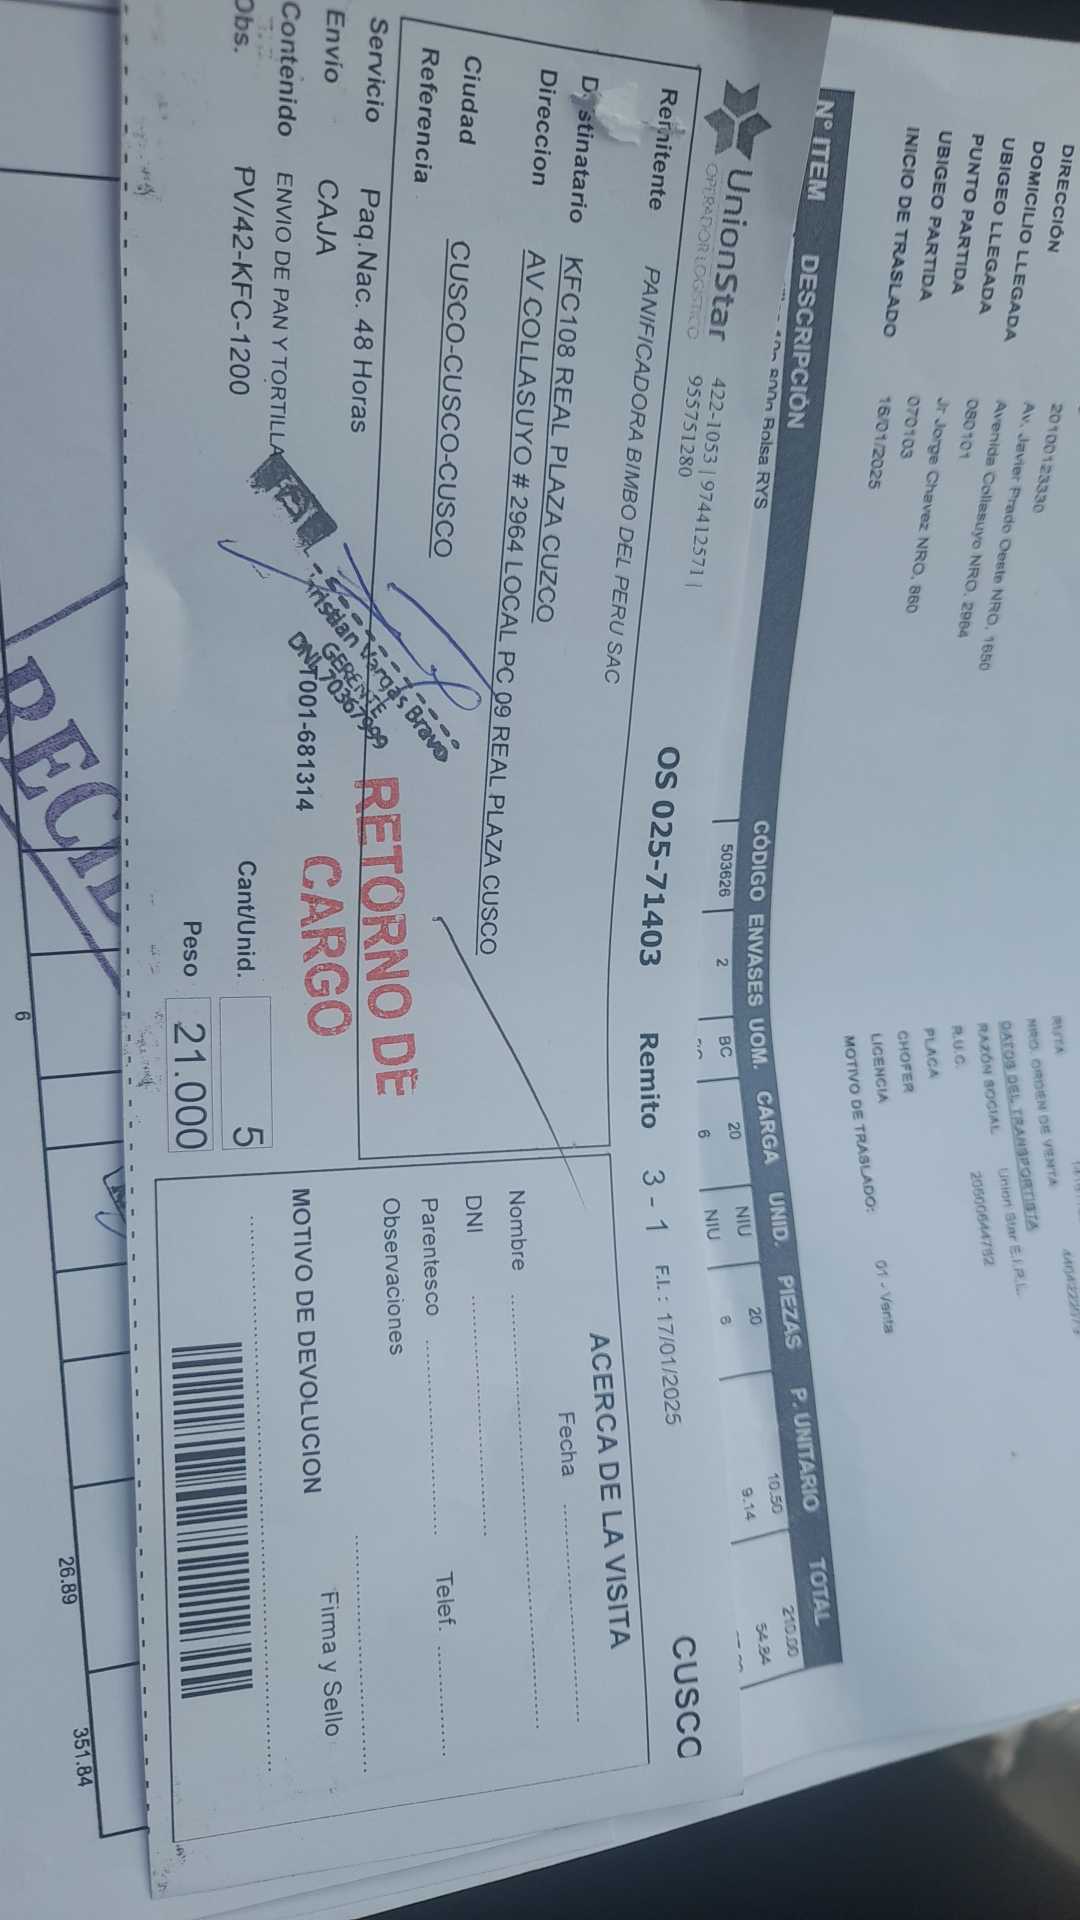 DIRECCIÓN
DOMICILIO LLEGADA 20100123330
UBIGEO LLEGADA Av. Javier Prado Oeste NRO. 1650
PUNTO PARTIDA Avenida Collasuyo NRO. 2964
UBIGEO PARTIDA 080101
INICIO DE TRASLADO Jr Jorge Chavez NRO. 860
070103
16/01/2025
RUTA
NRO. ORDEN DE VENTA
DATOS DEL TRANSPORTISTA
RAZÓN SOCIAL Union Star E.I.R.L.
R.U.C.
PLACA
CHOFER
LICENCIA
MOTIVO DE TRASLADO: 01 - Venta
N° ITEM DESCRIPCIÓN CÓDIGO ENVASES UOM. CARGA UNID. PIEZAS P. UNITARIO TOTAL
Bolsa RYS 503626 2 BC 20 NIU 20 10.50 210.00
6 NIU 6 9.14 54.84
UnionStar
OPERADOR LOGISTICO
422-1053 | 974412571 |
955751280
OS 025-71403 Remito 3 - 1 F.I.: 17/01/2025 CUSCO
Remitente PANIFICADORA BIMBO DEL PERU SAC
D stinatario KFC108 REAL PLAZA CUZCO
Direccion AV COLLASUYO # 2964 LOCAL PC 09 REAL PLAZA CUSCO
Ciudad CUSCO-CUSCO-CUSCO
Referencia
Servicio Paq.Nac. 48 Horas
Envío CAJA
Contenido ENVIO DE PAN Y TORTILLA
Obs. PV/42-KFC-1200
T001-681314
ristian Vargas Bravo
GERENTE
DNI 70367999
RETORNO DE
CARGO
Cant/Unid. 5
Peso 21.000
ACERCA DE LA VISITA
Fecha
Nombre
DNI
Parentesco Telef.
Observaciones
MOTIVO DE DEVOLUCION
Firma y Sello
RECI
6 26.89 351.84